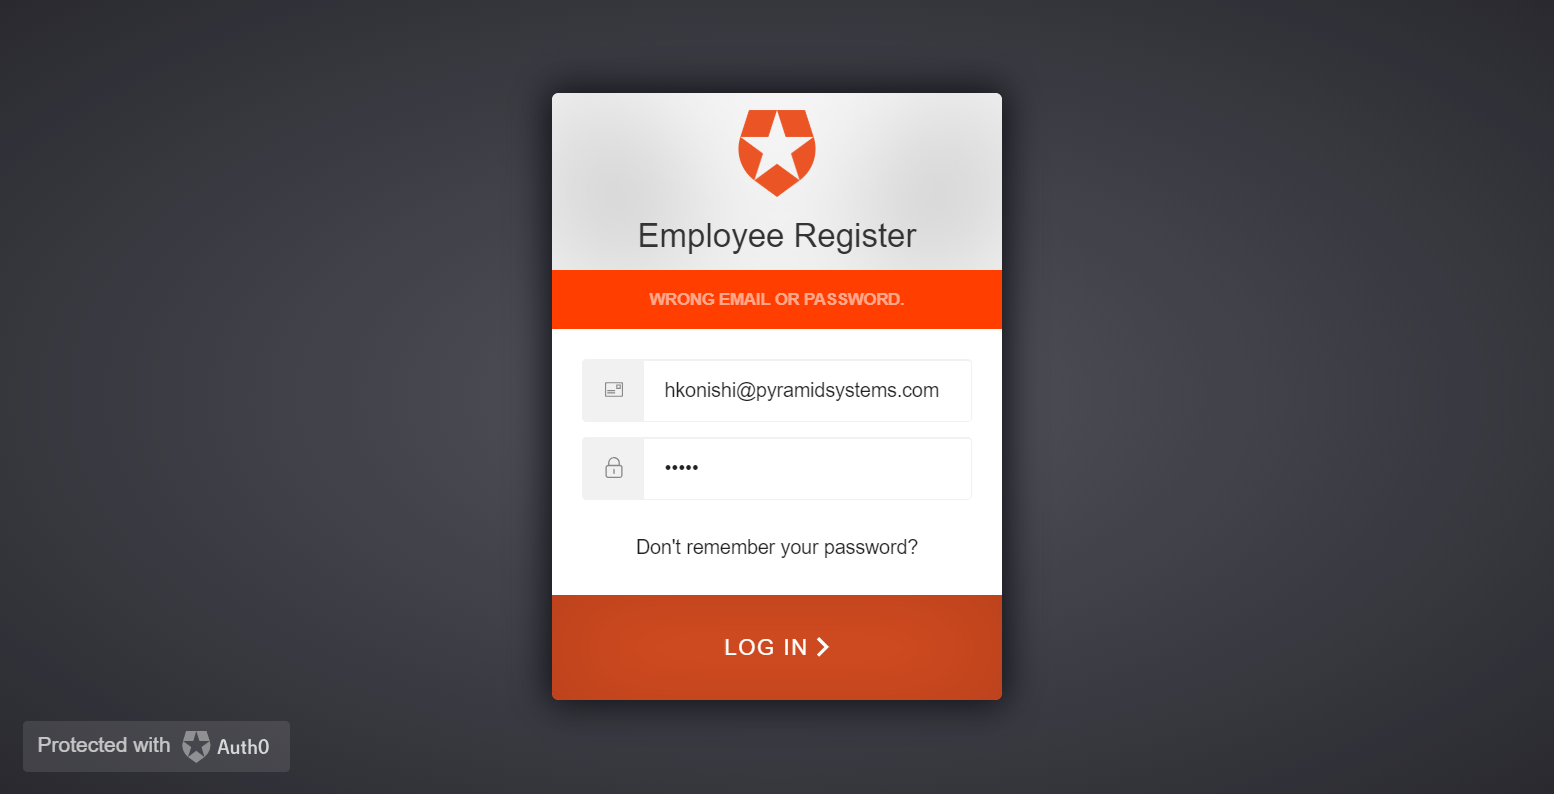 Employee Register
WRONG EMAIL OR PASSWORD.
hkonishi@pyramidsystems.com
•••••
Don't remember your password?
LOG IN
Protected with Auth0